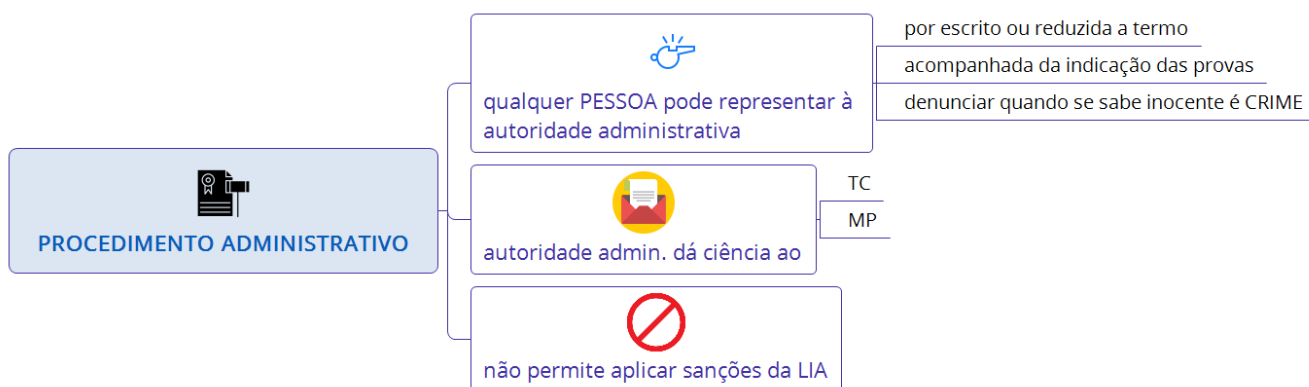 PROCEDIMENTO ADMINISTRATIVO
qualquer PESSOA pode representar à
autoridade administrativa
por escrito ou reduzida a termo
acompanhada da indicação das provas
denunciar quando se sabe inocente é CRIME
autoridade admin. dá ciência ao
TC
MP
não permite aplicar sanções da LIA